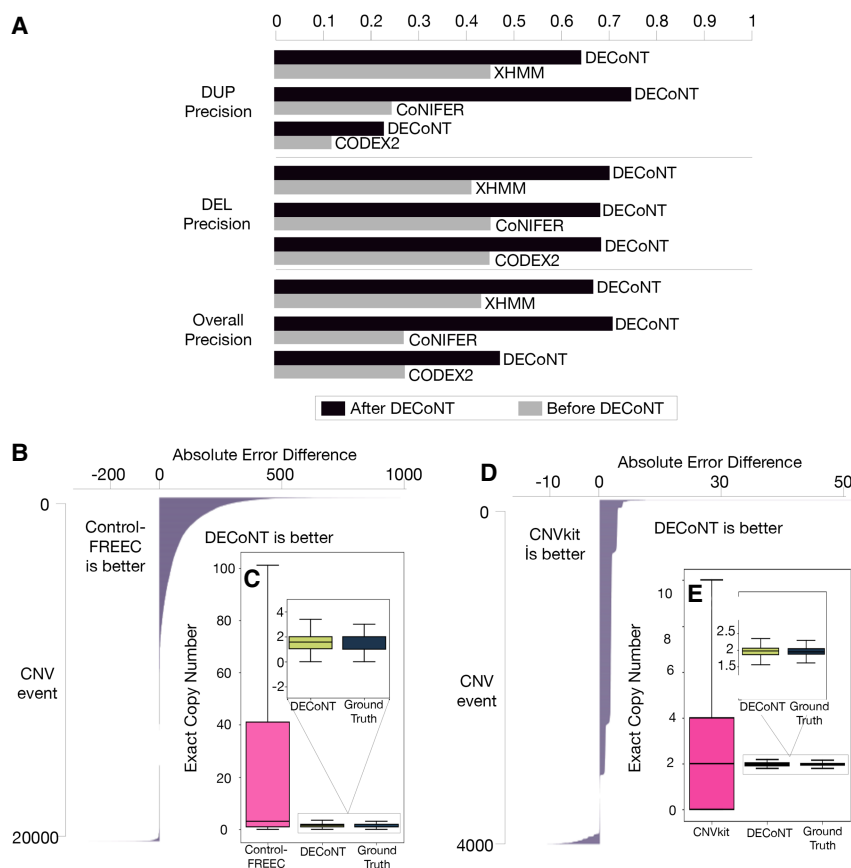 A
0 0.1 0.2 0.3 0.4 0.5 0.6 0.7 0.8 0.9 1
DUP
Precision
DECoNT
XHMM
DECoNT
CoNIFER
DECoNT
CODEX2
DEL
Precision
DECoNT
XHMM
DECoNT
CoNIFER
DECoNT
CODEX2
Overall
Precision
DECoNT
XHMM
DECoNT
CoNIFER
DECoNT
CODEX2
After DECoNT Before DECoNT
B
Absolute Error Difference
-200 0 500 1000
0
Control-
FREEC
is better
DECoNT is better
CNV
event
20000
C
Exact Copy Number
100
80
60
40
20
0
4
2
0
-2
DECoNT Ground
Truth
Control-
FREEC
DECoNT
Ground
Truth
D
Absolute Error Difference
-10 0 30 50
0
CNVkit
İs better
DECoNT is better
CNV
event
4000
E
Exact Copy Number
10
8
6
4
2
0
2.5
2
1.5
DECoNT Ground
Truth
CNVkit DECoNT Ground
Truth